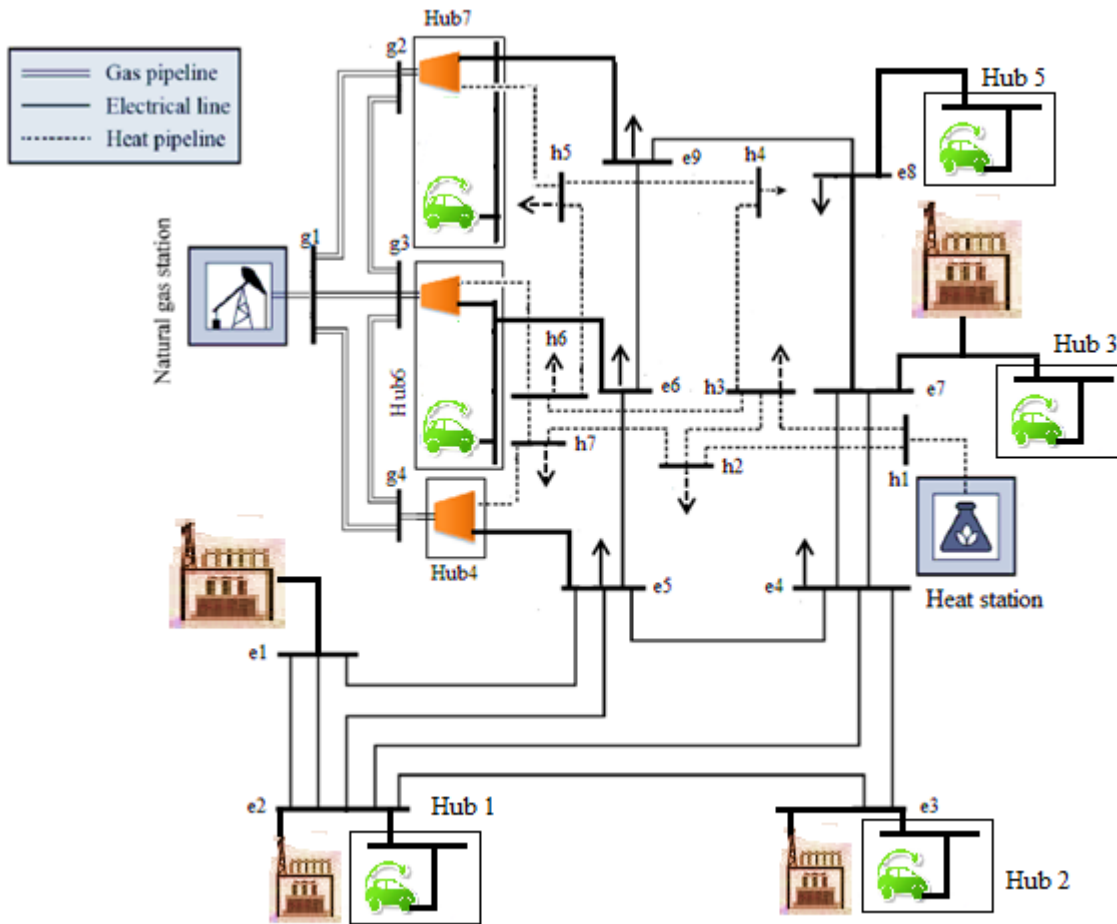 Hub7
g2
Gas pipeline
Electrical line
Heat pipeline
Hub 5
e9
h4
e8
h5
Natural gas station
g1
g3
Hub 3
h6
Hub6
e6
h3
e7
h7
h2
h1
g4
Hub4
e5
e4
Heat station
e1
e2
Hub 1
e3
Hub 2